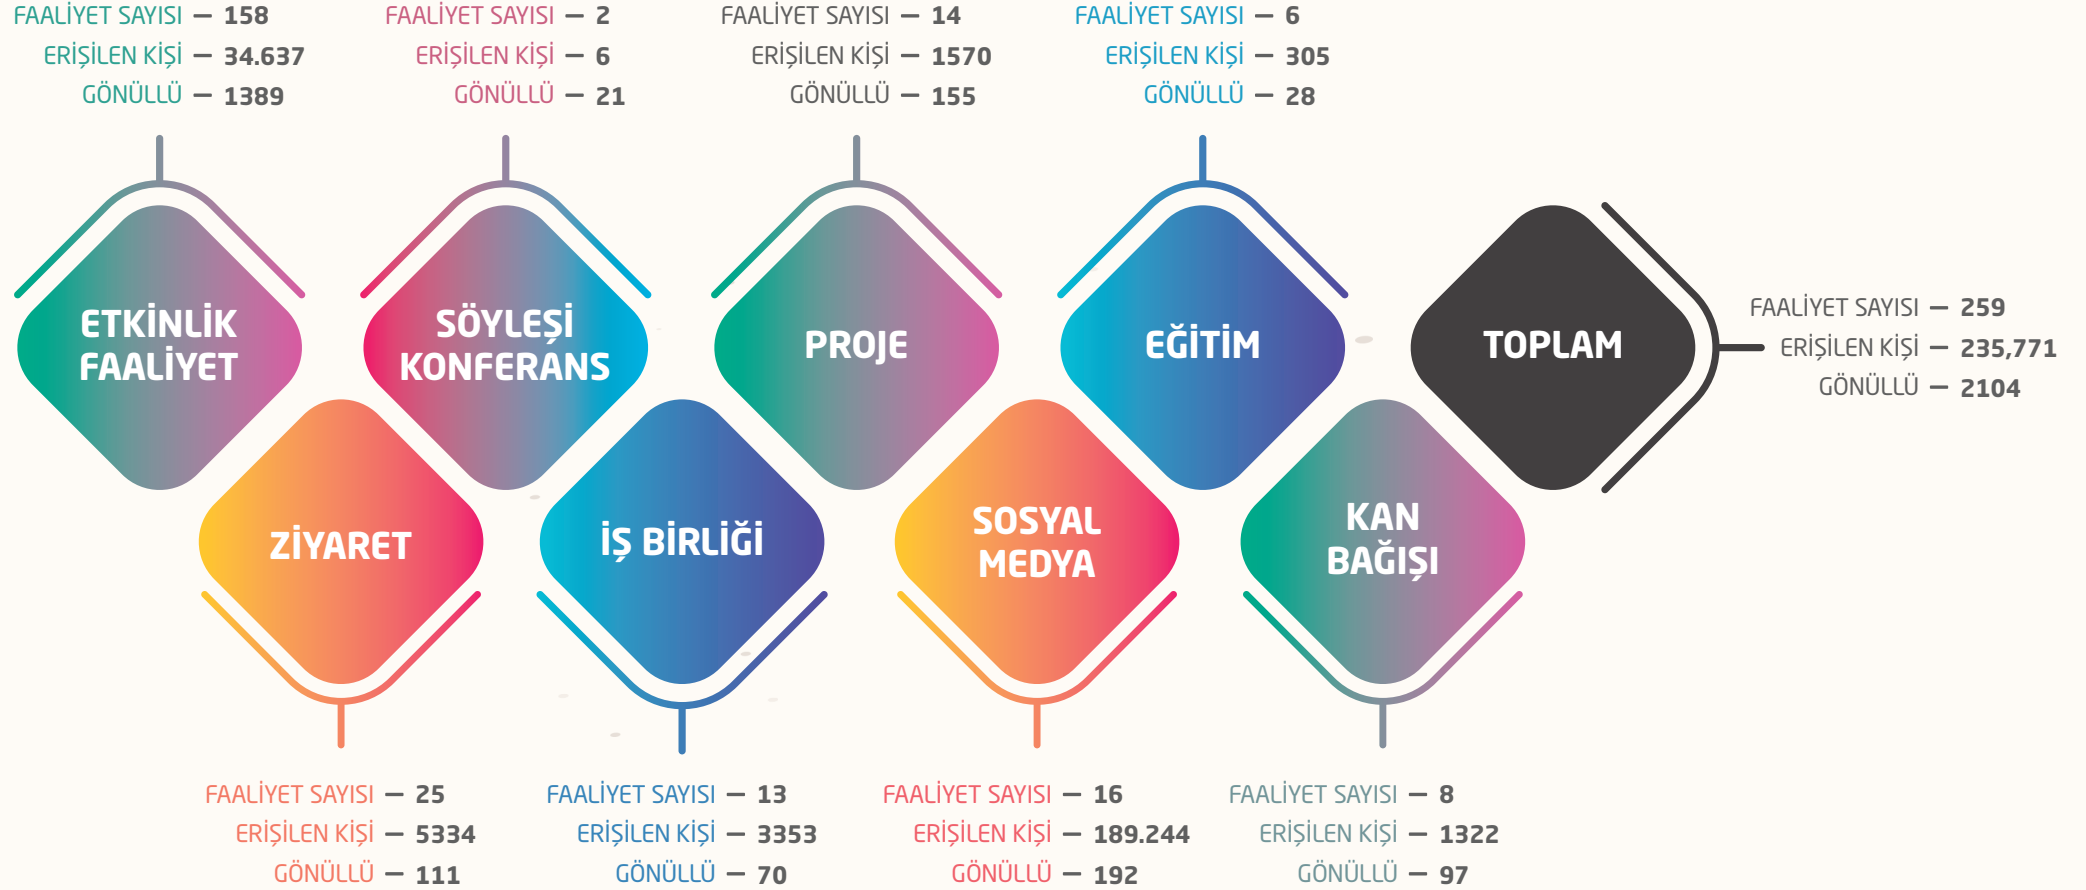 FAALİYET SAYISI – 158
ERİŞİLEN KİŞİ – 34.637
GÖNÜLLÜ – 1389
FAALİYET SAYISI – 2
ERİŞİLEN KİŞİ – 6
GÖNÜLLÜ – 21
FAALİYET SAYISI – 14
ERİŞİLEN KİŞİ – 1570
GÖNÜLLÜ – 155
FAALİYET SAYISI – 6
ERİŞİLEN KİŞİ – 305
GÖNÜLLÜ – 28
ETKİNLİK
FAALİYET
SÖYLEŞİ
KONFERANS
PROJE
EĞİTİM
TOPLAM
FAALİYET SAYISI – 259
ERİŞİLEN KİŞİ – 235,771
GÖNÜLLÜ – 2104
ZİYARET
İŞ BİRLİĞİ
SOSYAL
MEDYA
KAN
BAĞIŞI
FAALİYET SAYISI – 25
ERİŞİLEN KİŞİ – 5334
GÖNÜLLÜ – 111
FAALİYET SAYISI – 13
ERİŞİLEN KİŞİ – 3353
GÖNÜLLÜ – 70
FAALİYET SAYISI – 16
ERİŞİLEN KİŞİ – 189.244
GÖNÜLLÜ – 192
FAALİYET SAYISI – 8
ERİŞİLEN KİŞİ – 1322
GÖNÜLLÜ – 97